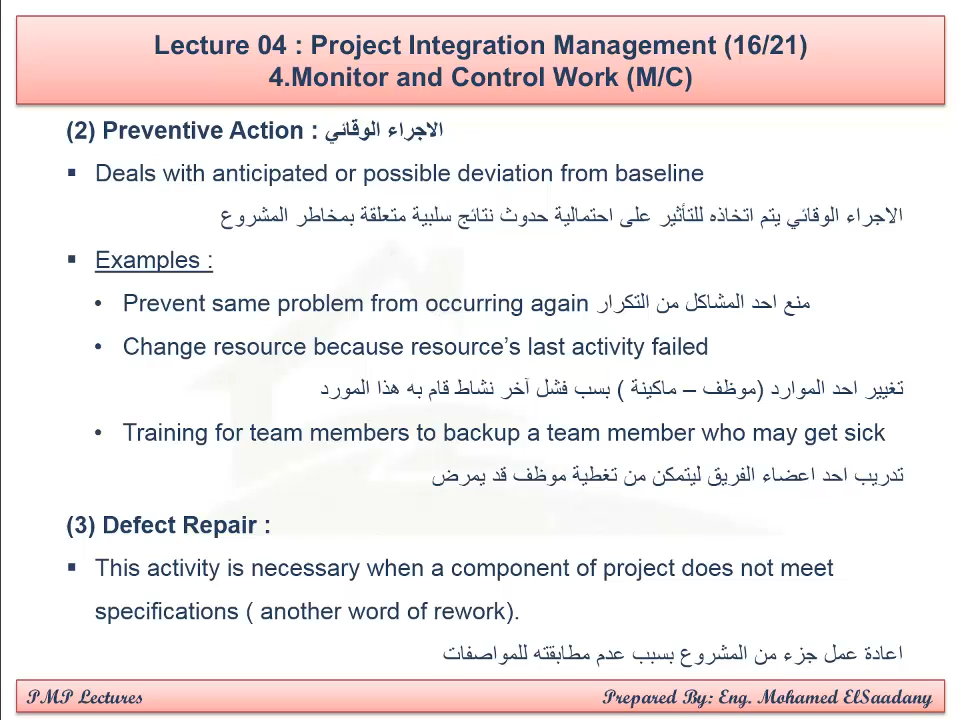 Lecture 04 : Project Integration Management (16/21)
4.Monitor and Control Work (M/C)
(2) Preventive Action : الاجراء الوقائي
▪ Deals with anticipated or possible deviation from baseline
الاجراء الوقائي يتم اتخاذه للتأثير على احتمالية حدوث نتائج سلبية متعلقة بمخاطر المشروع
▪ Examples :
• Prevent same problem from occurring again منع احد المشاكل من التكرار
• Change resource because resource’s last activity failed
تغيير احد الموارد (موظف – ماكينة ) بسب فشل آخر نشاط قام به هذا المورد
• Training for team members to backup a team member who may get sick
تدريب احد اعضاء الفريق ليتمكن من تغطية موظف قد يمرض
(3) Defect Repair :
▪ This activity is necessary when a component of project does not meet
specifications ( another word of rework).
اعادة عمل جزء من المشروع بسبب عدم مطابقته للمواصفات
PMP Lectures
Prepared By: Eng. Mohamed ElSaadany